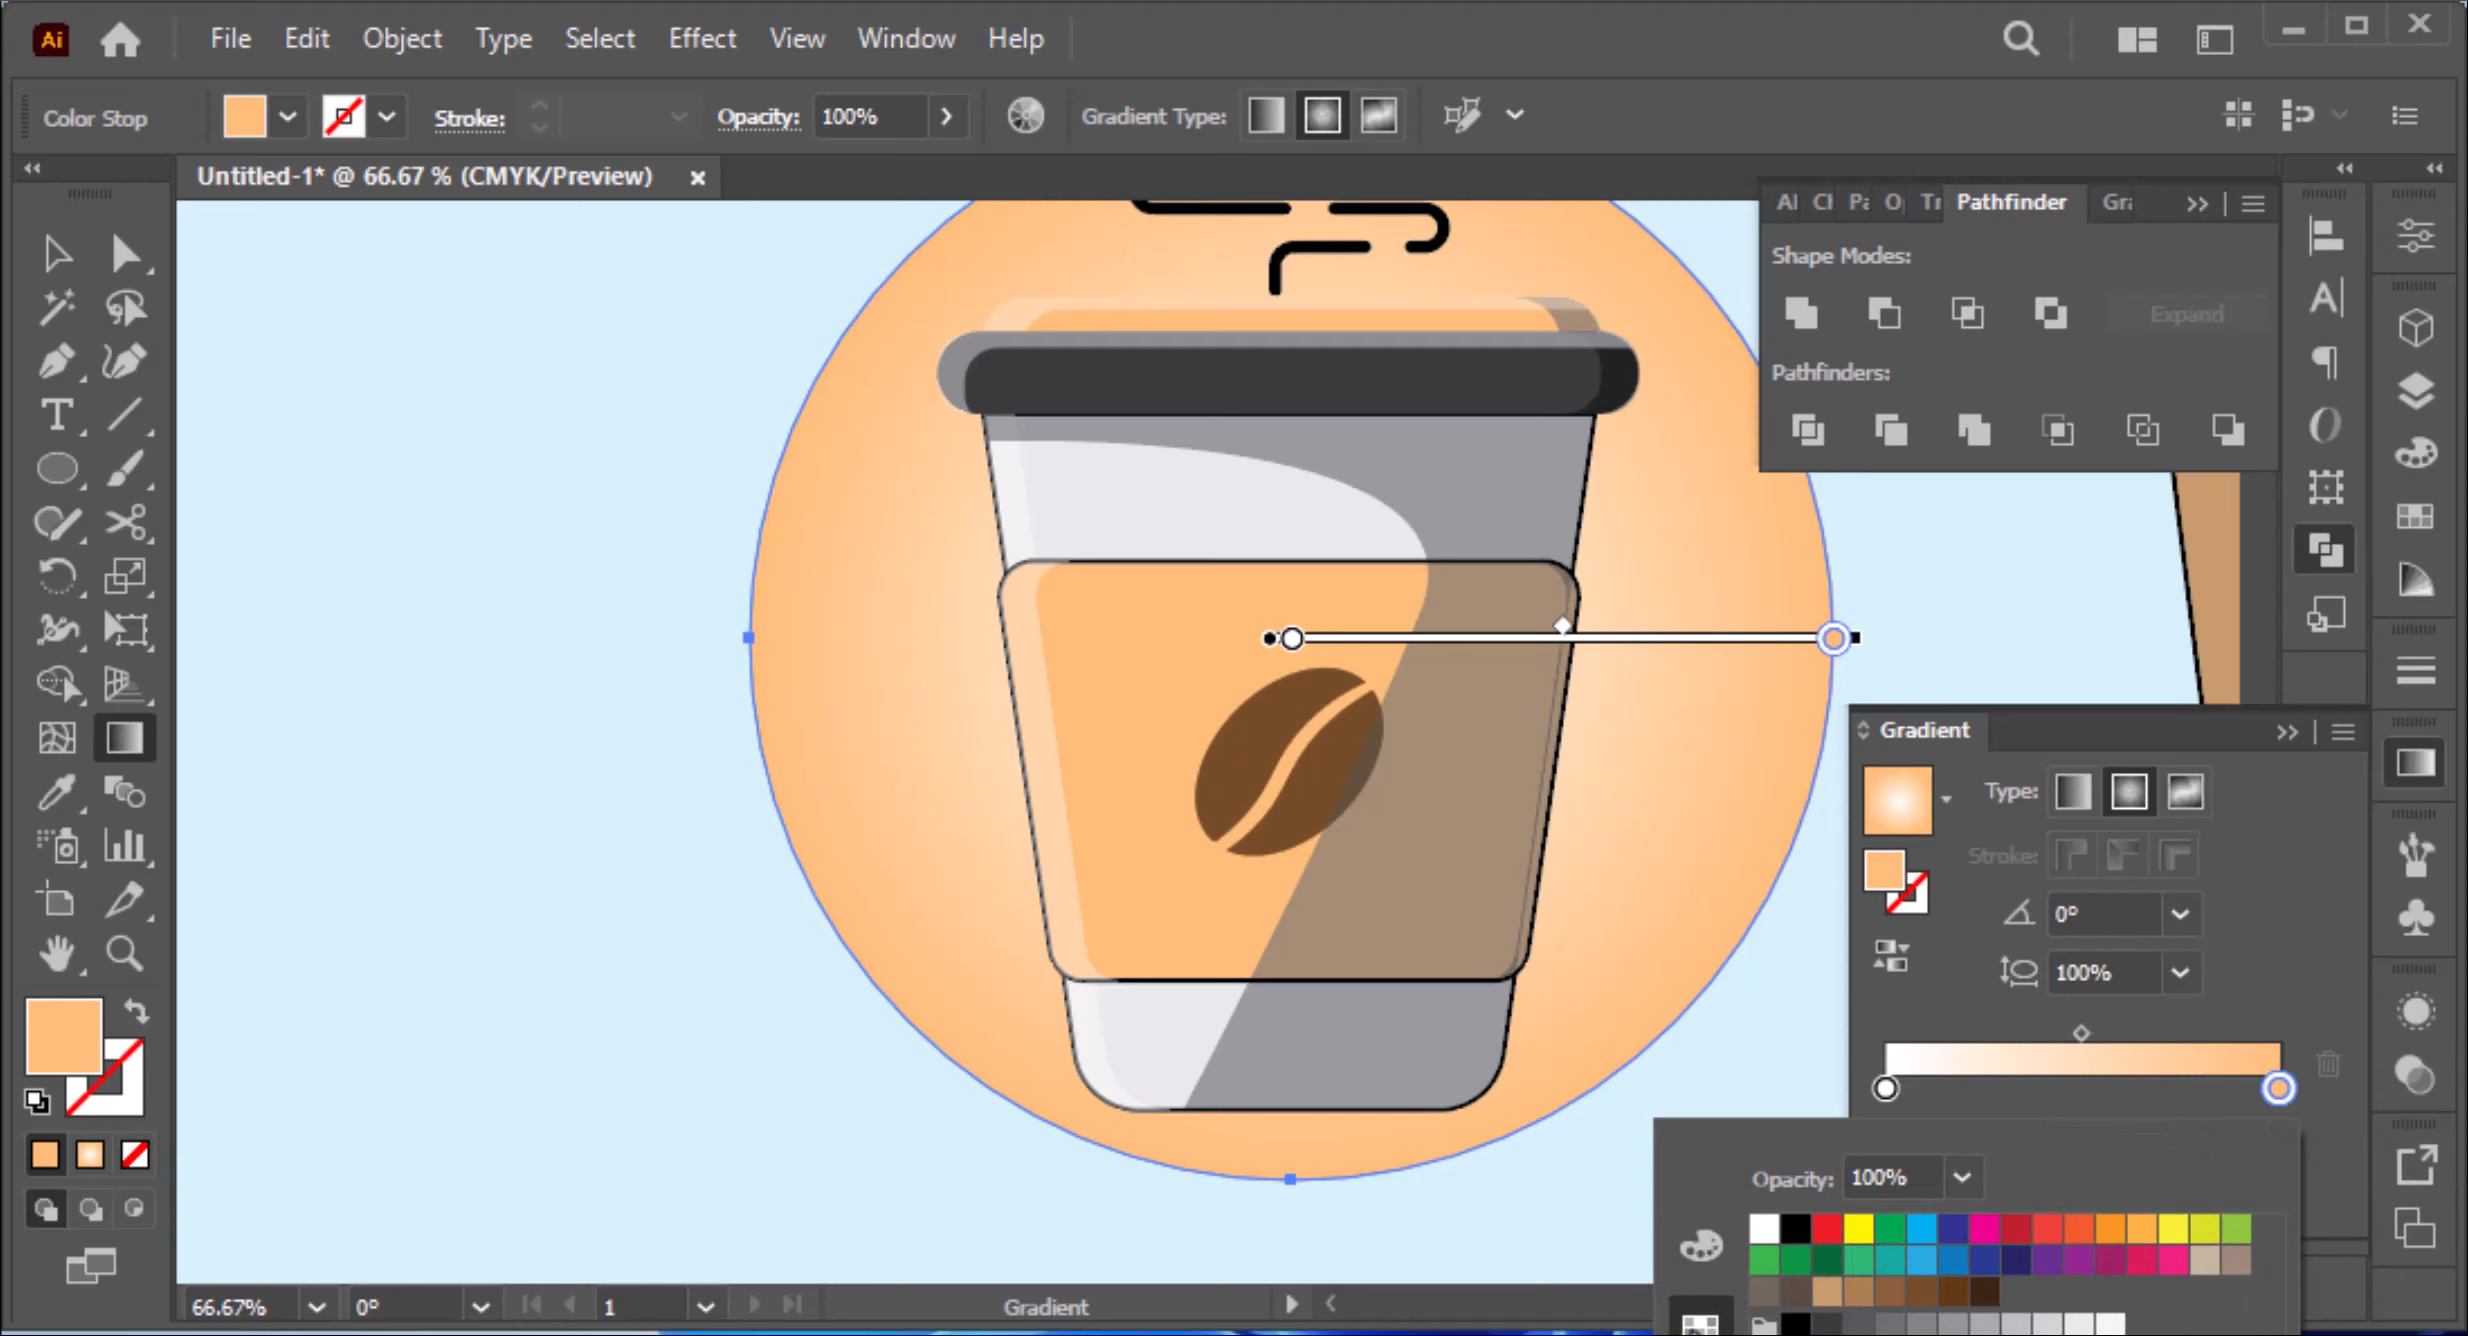 Ai File Edit Object Type Select Effect View Window Help
Color Stop Stroke: Opacity: 100% Gradient Type:
Untitled-1* @ 66.67 % (CMYK/Preview)
Al Cl Pa O Tr Pathfinder Gra
Shape Modes:
Expand
Pathfinders:
Gradient
Type:
Stroke:
0°
100%
Opacity: 100%
66.67% 0° 1 Gradient